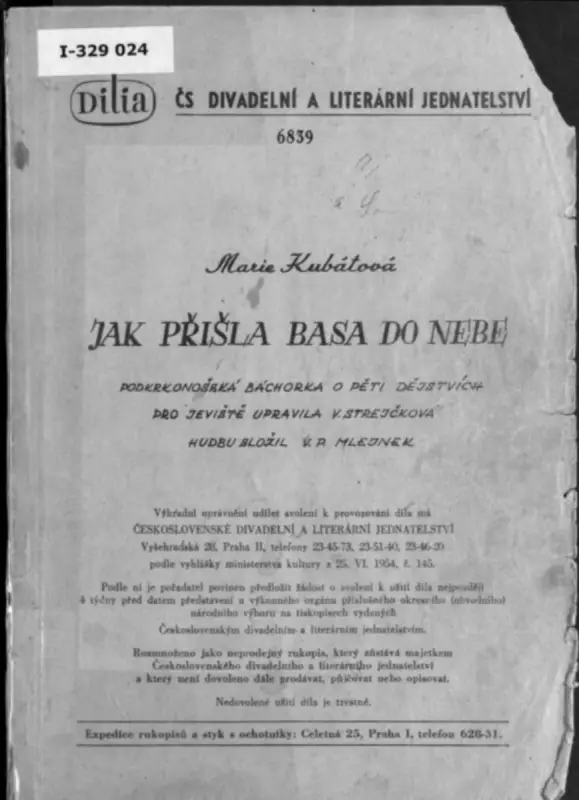 I-329 024
Dilia ČS DIVADELNÍ A LITERÁRNÍ JEDNATELSTVÍ
6839
Marie Kubátová
JAK PŘIŠLA BASA DO NEBE
PODKRKONOŠSKÁ BÁCHORKA O PĚTI DĚJSTVÍCH
PRO JEVIŠTĚ UPRAVILA V. STREJČKOVÁ
HUDBU SLOŽIL V. P. MLEJNEK
Výhradní oprávnění udílet svolení k provozování díla má
ČESKOSLOVENSKÉ DIVADELNÍ A LITERÁRNÍ JEDNATELSTVÍ
Vyšehradská 28, Praha II, telefony 23-45-73, 23-51-40, 23-46-20
podle vyhlášky ministerstva kultury z 25. VI. 1954, č. 145.
Podle ní je pořadatel povinen předložit žádost o svolení k užití díla nejpozději
4 týdny před datem představení u výkonného orgánu příslušného okresního (obvodního)
národního výboru na tiskopisech vydaných
Československým divadelním a literárním jednatelstvím.
Rozmnoženo jako neprodejný rukopis, který zůstává majetkem
Československého divadelního a literárního jednatelství
a který není dovoleno dále prodávat, půjčovat nebo opisovat.
Nedovolené užití díla je trestné.
Expedice rukopisů a styk s ochotníky: Celetná 25, Praha I, telefon 628-31.